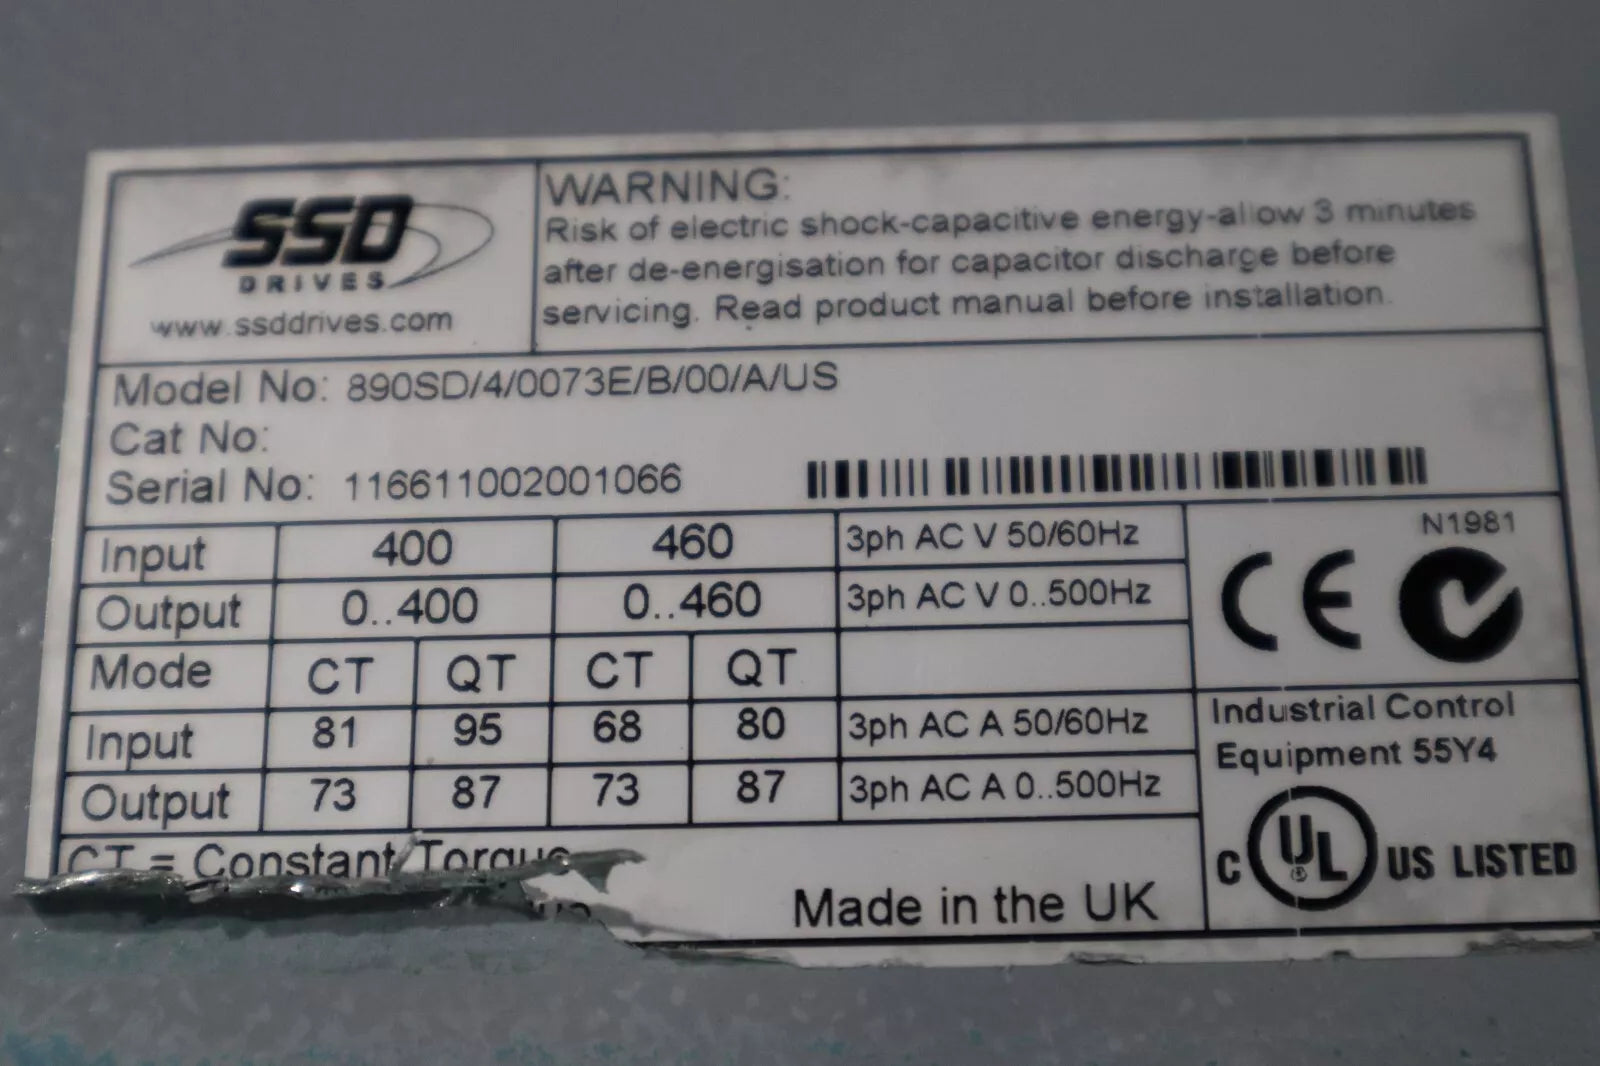 SSD
DRIVES
www.ssddrives.com
WARNING:
Risk of electric shock-capacitive energy-allow 3 minutes
after de-energisation for capacitor discharge before
servicing. Read product manual before installation.
Model No: 890SD/4/0073E/B/00/A/US
Cat No:
Serial No: 116611002001066
Input 400 460 3ph AC V 50/60Hz
Output 0..400 0..460 3ph AC V 0..500Hz
Mode CT QT CT QT
Input 81 95 68 80 3ph AC A 50/60Hz
Output 73 87 73 87 3ph AC A 0..500Hz
CT = Constant Torque
Made in the UK
N1981
CE
Industrial Control
Equipment 55Y4
C UL ® US LISTED